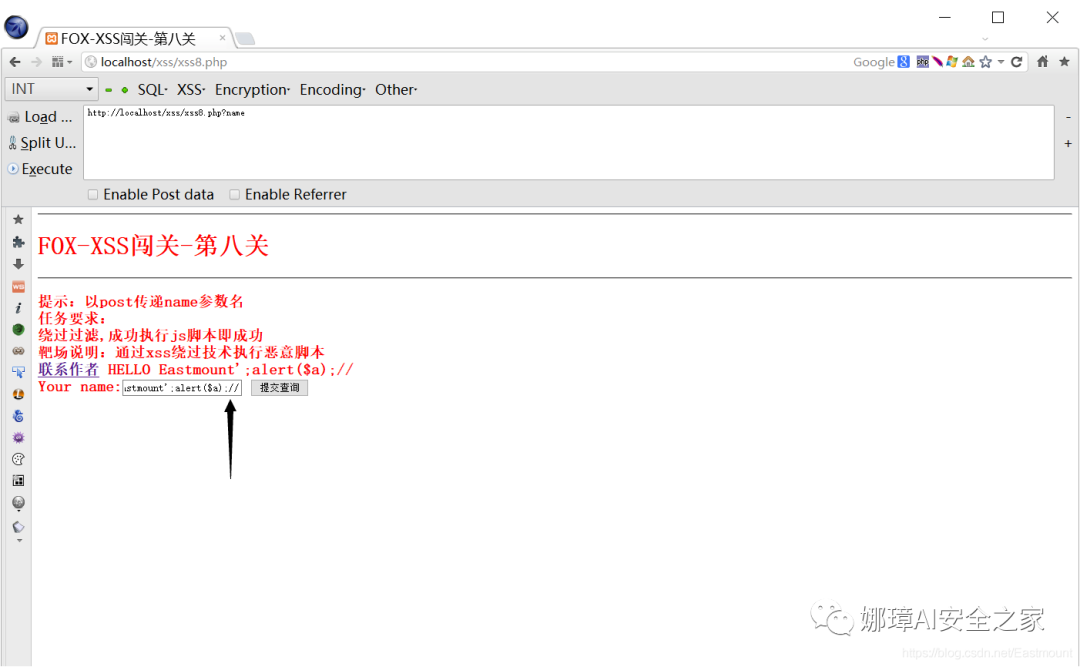 FOX-XSS闯关-第八关
localhost/xss/xss8.php
Google
INT
SQL· XSS· Encryption· Encoding· Other·
Load ...
http://localhost/xss/xss8.php?name
Split U...
Execute
Enable Post data Enable Referrer
FOX-XSS闯关-第八关
提示：以post传递name参数名
任务要求：
绕过过滤,成功执行js脚本即成功
靶场说明：通过xss绕过技术执行恶意脚本
联系作者 HELLO Eastmount';alert($a);//
Your name: astmount';alert($a);// 提交查询
娜璋AI安全之家
https://blog.csdn.net/Eastmount